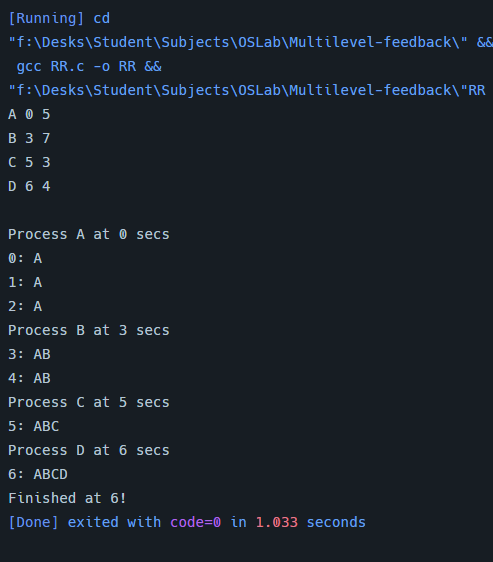 [Running] cd
"f:\Desks\Student\Subjects\OSLab\Multilevel-feedback\" &&
gcc RR.c -o RR &&
"f:\Desks\Student\Subjects\OSLab\Multilevel-feedback\"RR
A 0 5
B 3 7
C 5 3
D 6 4
Process A at 0 secs
0: A
1: A
2: A
Process B at 3 secs
3: AB
4: AB
Process C at 5 secs
5: ABC
Process D at 6 secs
6: ABCD
Finished at 6!
[Done] exited with code=0 in 1.033 seconds